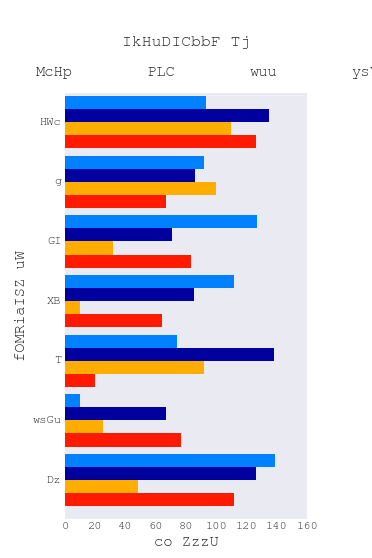 IkHuDICbbF Tj
McHp PLC wuu
HWc
g
GI
XB
T
wsGu
Dz
fOMRiaISZ uW
0 20 40 60 80 100 120 140 160
co ZzzU